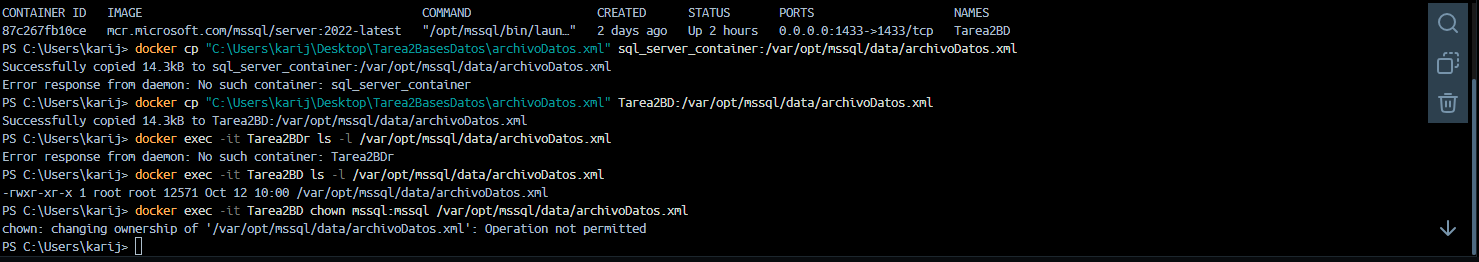 CONTAINER ID   IMAGE                                        COMMAND                  CREATED      STATUS       PORTS                    NAMES
87c267fb10ce   mcr.microsoft.com/mssql/server:2022-latest   "/opt/mssql/bin/laun…"   2 days ago   Up 2 hours   0.0.0.0:1433->1433/tcp   Tarea2BD
PS C:\Users\karij> docker cp "C:\Users\karij\Desktop\Tarea2BasesDatos\archivoDatos.xml" sql_server_container:/var/opt/mssql/data/archivoDatos.xml
Successfully copied 14.3kB to sql_server_container:/var/opt/mssql/data/archivoDatos.xml
Error response from daemon: No such container: sql_server_container
PS C:\Users\karij> docker cp "C:\Users\karij\Desktop\Tarea2BasesDatos\archivoDatos.xml" Tarea2BD:/var/opt/mssql/data/archivoDatos.xml
Successfully copied 14.3kB to Tarea2BD:/var/opt/mssql/data/archivoDatos.xml
PS C:\Users\karij> docker exec -it Tarea2BDr ls -l /var/opt/mssql/data/archivoDatos.xml
Error response from daemon: No such container: Tarea2BDr
PS C:\Users\karij> docker exec -it Tarea2BD ls -l /var/opt/mssql/data/archivoDatos.xml
-rwxr-xr-x 1 root root 12571 Oct 12 10:00 /var/opt/mssql/data/archivoDatos.xml
PS C:\Users\karij> docker exec -it Tarea2BD chown mssql:mssql /var/opt/mssql/data/archivoDatos.xml
chown: changing ownership of '/var/opt/mssql/data/archivoDatos.xml': Operation not permitted
PS C:\Users\karij>